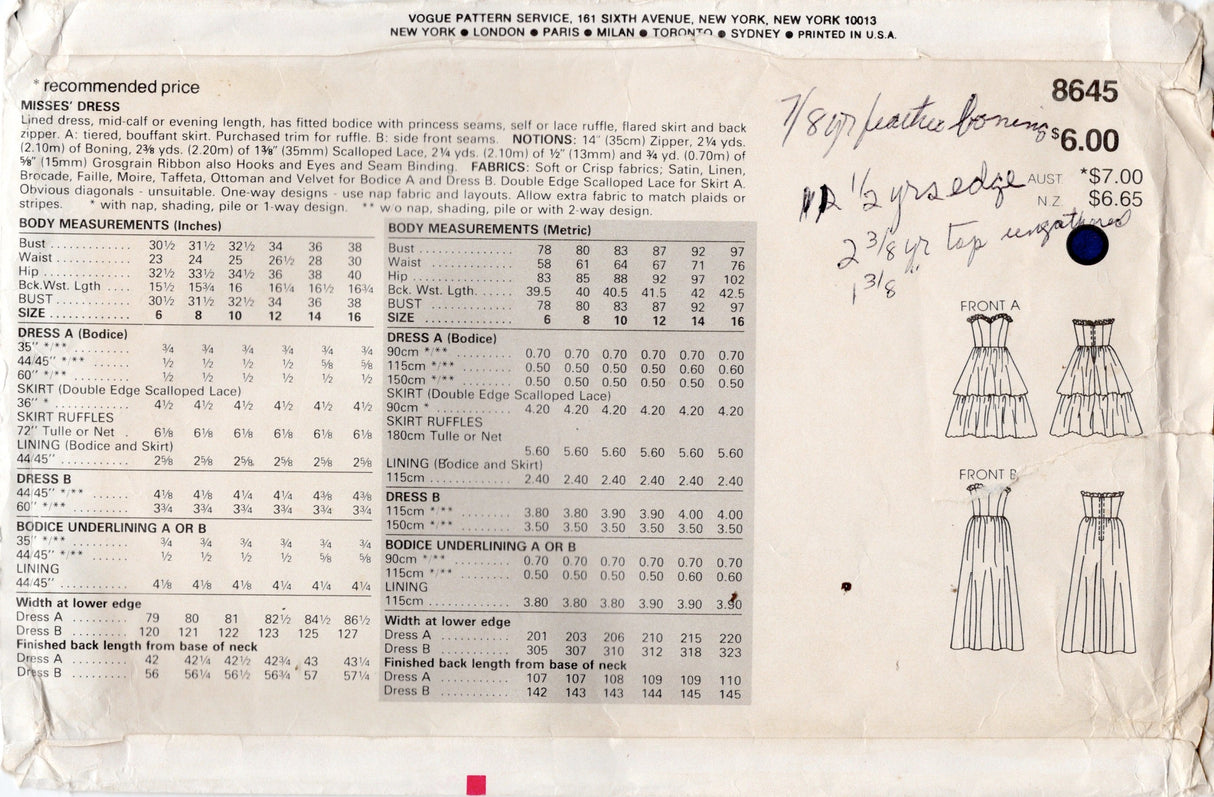 VOGUE PATTERN SERVICE, 161 SIXTH AVENUE, NEW YORK, NEW YORK 10013
NEW YORK ● LONDON ● PARIS ● MILAN ● TORONTO ● SYDNEY ● PRINTED IN U.S.A.
* recommended price
8645
MISSES' DRESS
Lined dress, mid-calf or evening length, has fitted bodice with princess seams, self or lace ruffle, flared skirt and back
zipper. A: tiered, bouffant skirt. Purchased trim for ruffle. B: side front seams. NOTIONS: 14" (35cm) Zipper, 2¼ yds.
(2.10m) of Boning, 2⅜ yds. (2.20m) of 1⅜" (35mm) Scalloped Lace, 2¼ yds. (2.10m) of ½" (13mm) and ¾ yd. (0.70m) of
⅝" (15mm) Grosgrain Ribbon also Hooks and Eyes and Seam Binding. FABRICS: Soft or Crisp fabrics; Satin, Linen,
Brocade, Faille, Moire, Taffeta, Ottoman and Velvet for Bodice A and Dress B. Double Edge Scalloped Lace for Skirt A.
Obvious diagonals - unsuitable. One-way designs - use nap fabric and layouts. Allow extra fabric to match plaids or
stripes. * with nap, shading, pile or 1-way design. ** w/o nap, shading, pile or with 2-way design.
7/8 yr feather boning
$6.00
AUST. *$7.00
N.Z. $6.65
1/2 yrs edge
2 3/8 yr top ungathered
1 3/8"
BODY MEASUREMENTS (Inches)
Bust 30½ 31½ 32½ 34 36 38
Waist 23 24 25 26½ 28 30
Hip 32½ 33½ 34½ 36 38 40
Bck.Wst. Lgth 15½ 15¾ 16 16¼ 16½ 16¾
BUST 30½ 31½ 32½ 34 36 38
SIZE 6 8 10 12 14 16
DRESS A (Bodice)
35" */** ¾ ¾ ¾ ¾ ¾ ¾
44/45" */** ½ ½ ½ ½ ⅝ ⅝
60" */** ½ ½ ½ ½ ½ ½
SKIRT (Double Edge Scalloped Lace)
36" * 4½ 4½ 4½ 4½ 4½ 4½
SKIRT RUFFLES
72" Tulle or Net 6⅛ 6⅛ 6⅛ 6⅛ 6⅛ 6⅛
LINING (Bodice and Skirt)
44/45" 2⅝ 2⅝ 2⅝ 2⅝ 2⅝ 2⅝
DRESS B
44/45" */** 4⅛ 4⅛ 4¼ 4¼ 4⅜ 4⅜
60" */** 3¾ 3¾ 3¾ 3¾ 3¾ 3¾
BODICE UNDERLINING A OR B
35" */** ¾ ¾ ¾ ¾ ¾ ¾
44/45" */** ½ ½ ½ ½ ⅝ ⅝
LINING
44/45" 4⅛ 4⅛ 4⅛ 4¼ 4¼ 4¼
Width at lower edge
Dress A 79 80 81 82½ 84½ 86½
Dress B 120 121 122 123 125 127
Finished back length from base of neck
Dress A 42 42¼ 42½ 42¾ 43 43¼
Dress B 56 56¼ 56½ 56¾ 57 57¼
BODY MEASUREMENTS (Metric)
Bust 78 80 83 87 92 97
Waist 58 61 64 67 71 76
Hip 83 85 88 92 97 102
Bck. Wst. Lgth. 39.5 40 40.5 41.5 42 42.5
BUST 78 80 83 87 92 97
SIZE 6 8 10 12 14 16
DRESS A (Bodice)
90cm */** 0.70 0.70 0.70 0.70 0.70 0.70
115cm */** 0.50 0.50 0.50 0.50 0.60 0.60
150cm */** 0.50 0.50 0.50 0.50 0.50 0.50
SKIRT (Double Edge Scalloped Lace)
90cm * 4.20 4.20 4.20 4.20 4.20 4.20
SKIRT RUFFLES
180cm Tulle or Net
5.60 5.60 5.60 5.60 5.60 5.60
LINING (Bodice and Skirt)
115cm 2.40 2.40 2.40 2.40 2.40 2.40
DRESS B
115cm */** 3.80 3.80 3.90 3.90 4.00 4.00
150cm */** 3.50 3.50 3.50 3.50 3.50 3.50
BODICE UNDERLINING A OR B
90cm */** 0.70 0.70 0.70 0.70 0.70 0.70
115cm */** 0.50 0.50 0.50 0.50 0.60 0.60
LINING
115cm 3.80 3.80 3.80 3.90 3.90 3.90
Width at lower edge
Dress A 201 203 206 210 215 220
Dress B 305 307 310 312 318 323
Finished back length from base of neck
Dress A 107 107 108 109 109 110
Dress B 142 143 143 144 145 145
FRONT A
FRONT B